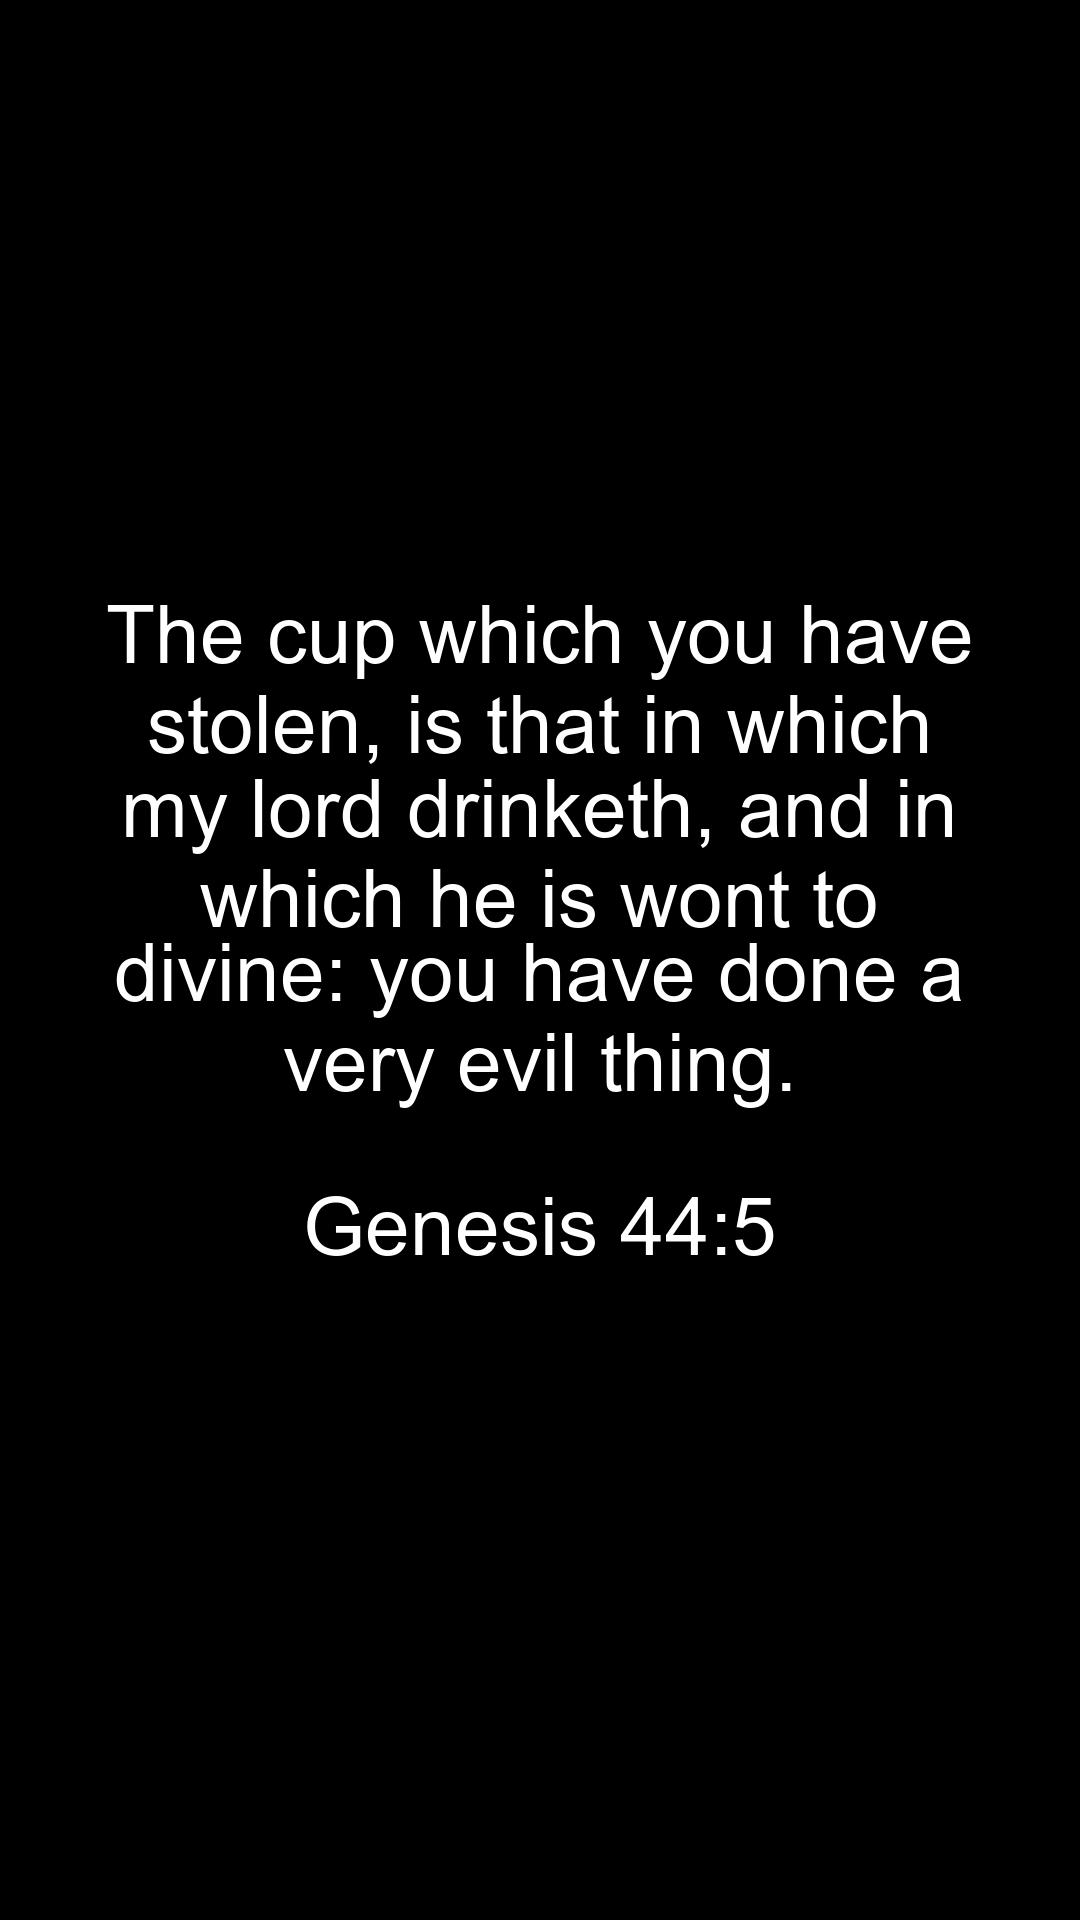 The cup which you have
stolen, is that in which
my lord drinketh, and in
which he is wont to
divine: you have done a
very evil thing.
Genesis 44:5